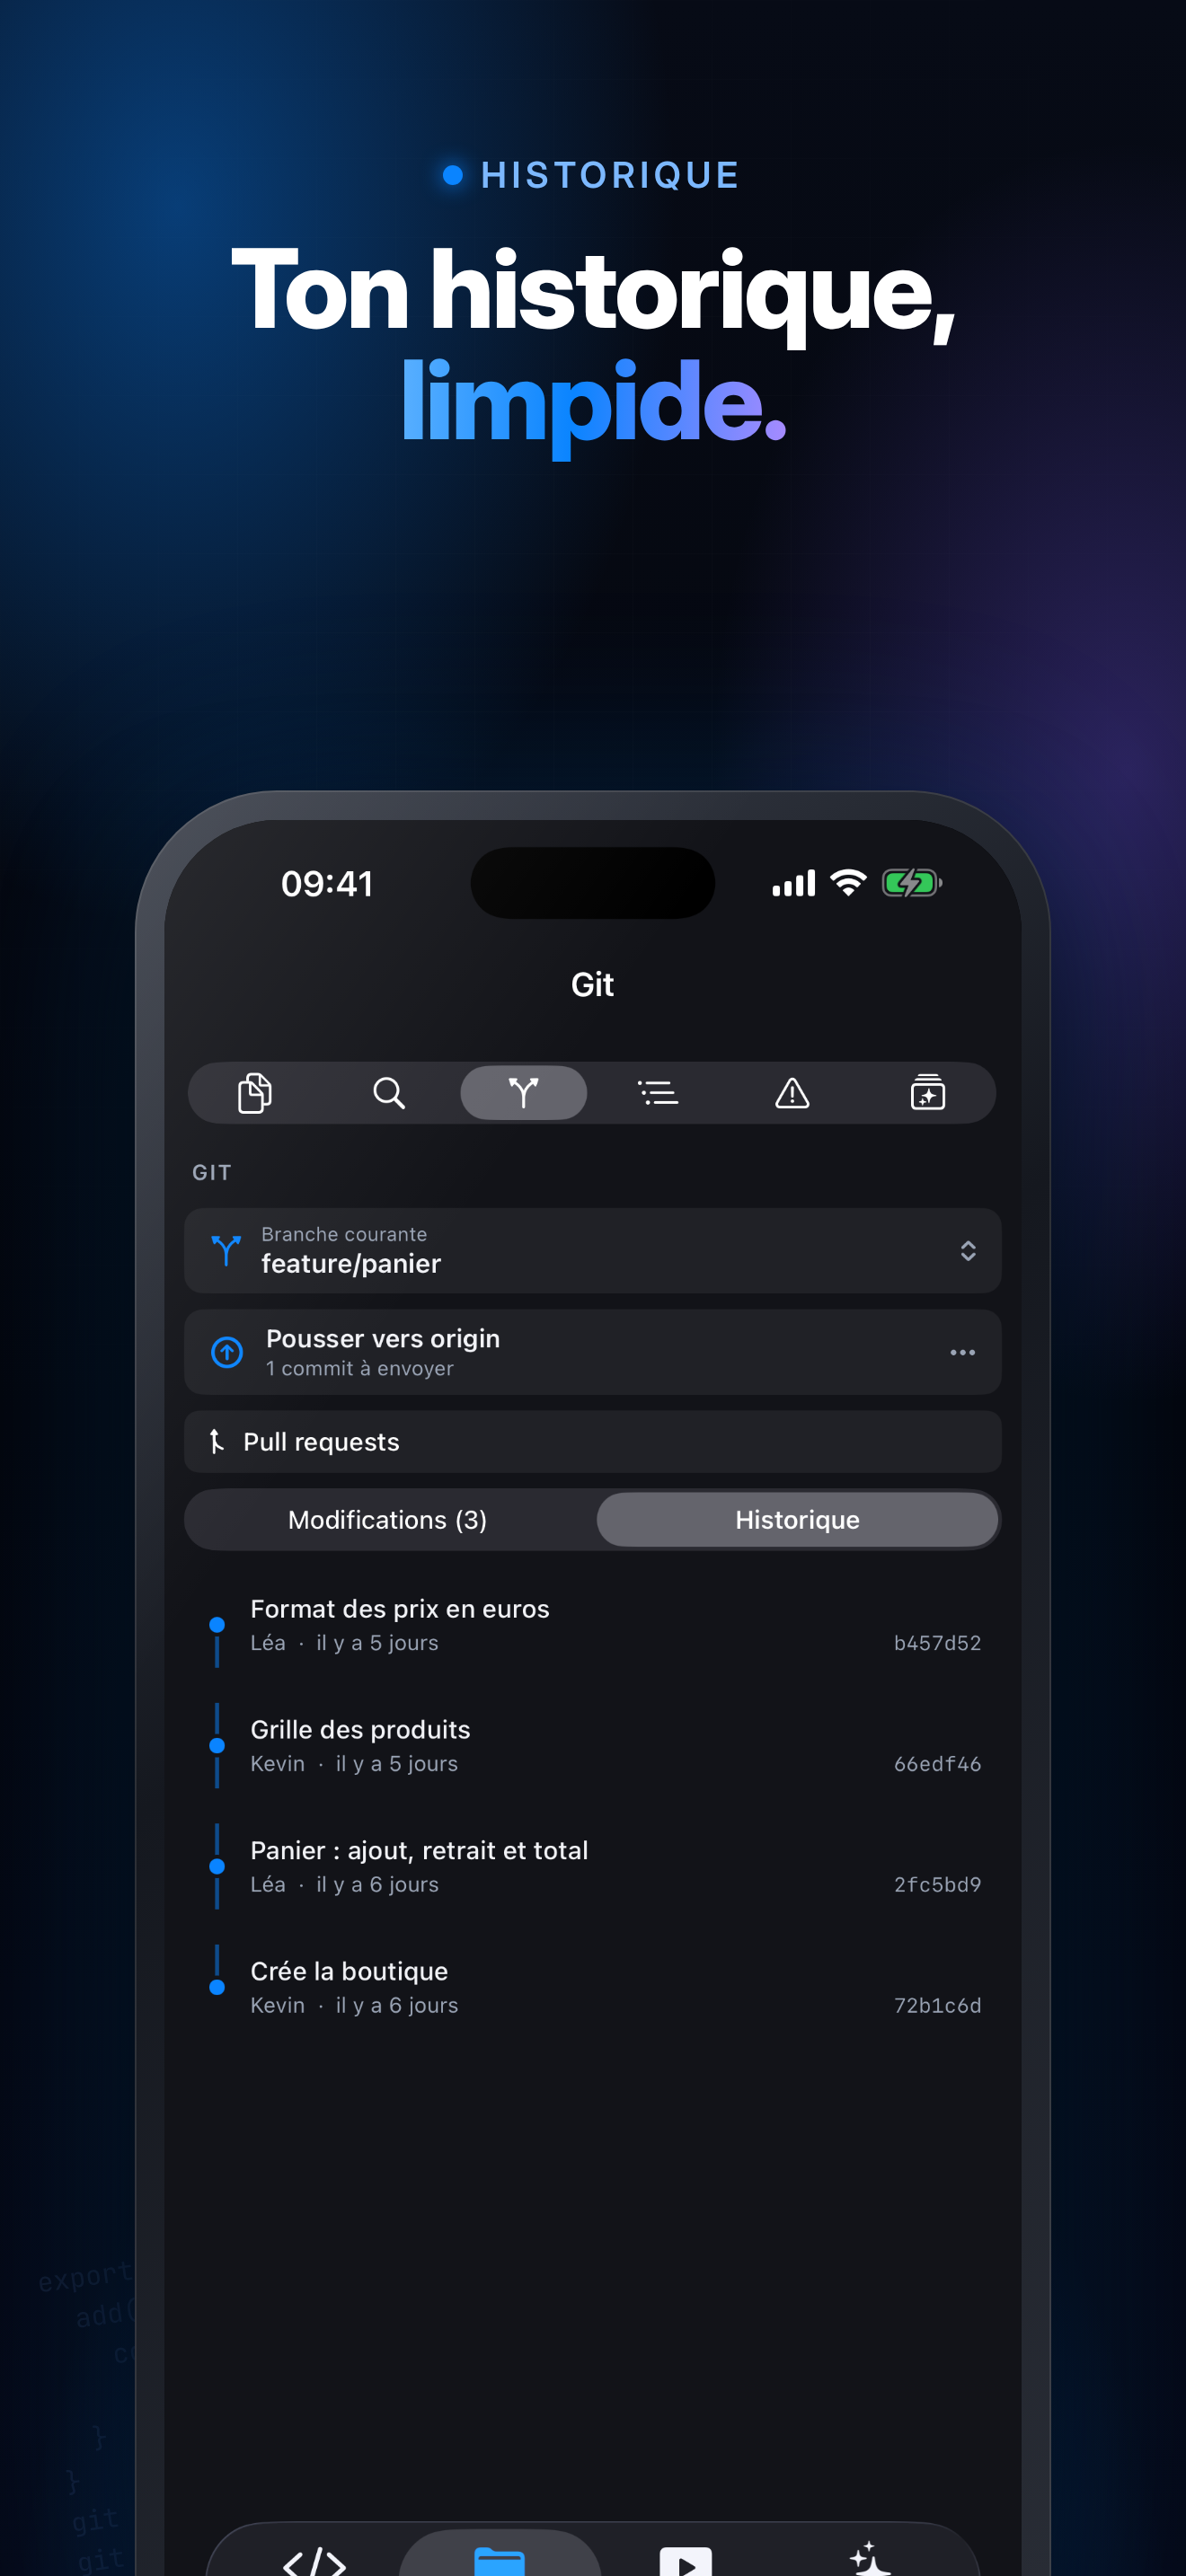 HISTORIQUE
Ton historique,
limpide.
09:41
Git
GIT
Branche courante
feature/panier
Pousser vers origin
1 commit à envoyer
Pull requests
Modifications (3)
Historique
Format des prix en euros
Léa · il y a 5 jours
b457d52
Grille des produits
Kevin · il y a 5 jours
66edf46
Panier : ajout, retrait et total
Léa · il y a 6 jours
2fc5bd9
Crée la boutique
Kevin · il y a 6 jours
72b1c6d
export
add(
}
}
git
git